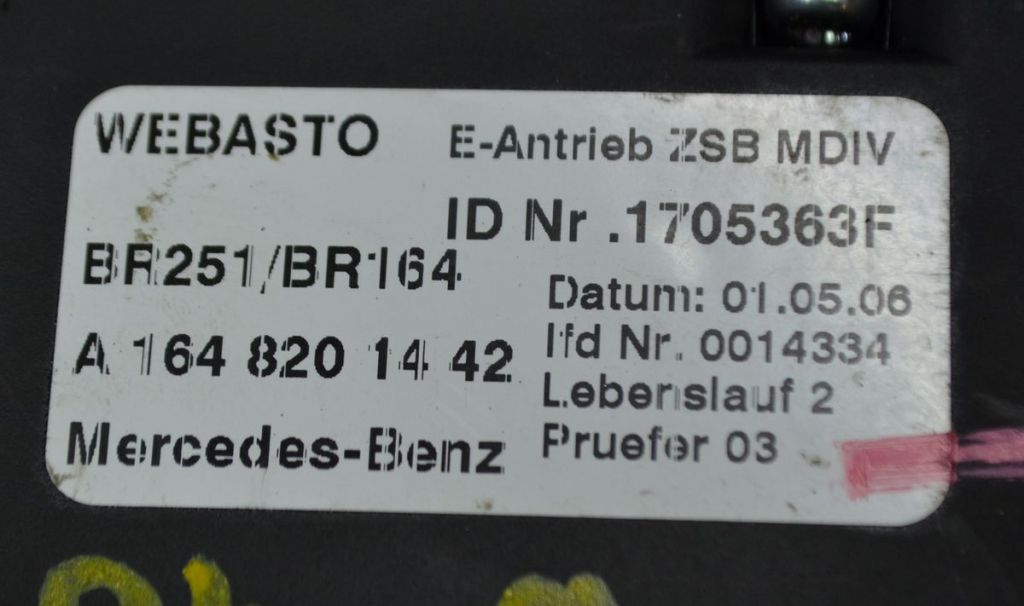 WEBASTO
E-Antrieb ZSB MDIV
ID Nr .1705363F
BR251/BR164
Datum: 01.05.06
A 164 820 14 42
lfd Nr. 0014334
Lebenslauf 2
Mercedes-Benz
Pruefer 03